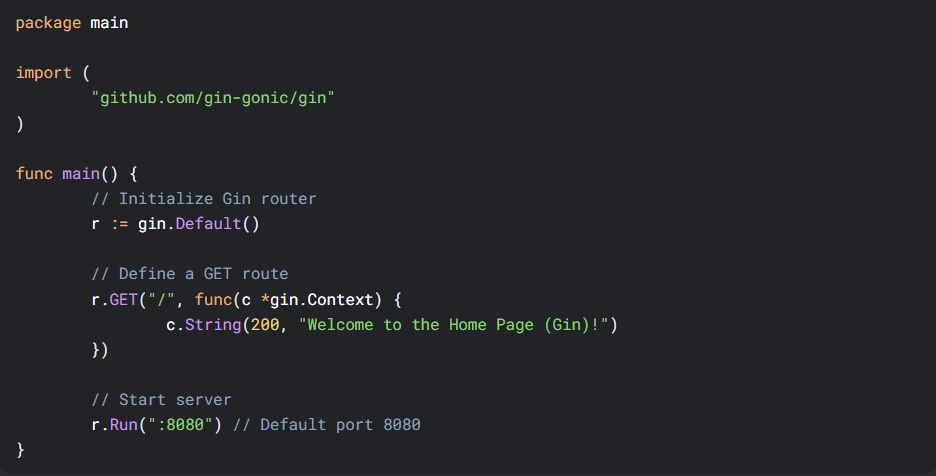 package main
import (
"github.com/gin-gonic/gin"
)
func main() {
// Initialize Gin router
r := gin.Default()
// Define a GET route
r.GET("/", func(c *gin.Context) {
c.String(200, "Welcome to the Home Page (Gin)!")
})
// Start server
r.Run(":8080") // Default port 8080
}